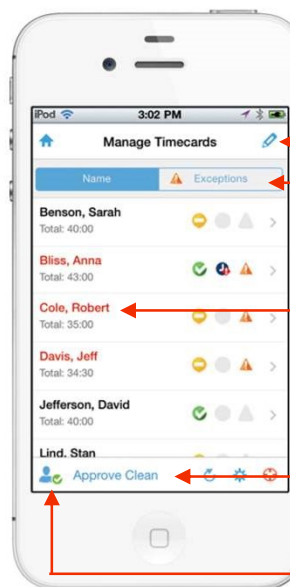 iPod 3:02 PM
Manage Timecards
Name Exceptions
Benson, Sarah
Total: 40:00
Bliss, Anna
Total: 43:00
Cole, Robert
Total: 35:00
Davis, Jeff
Total: 34:30
Jefferson, David
Total: 40:00
Lind, Stan
Approve Clean